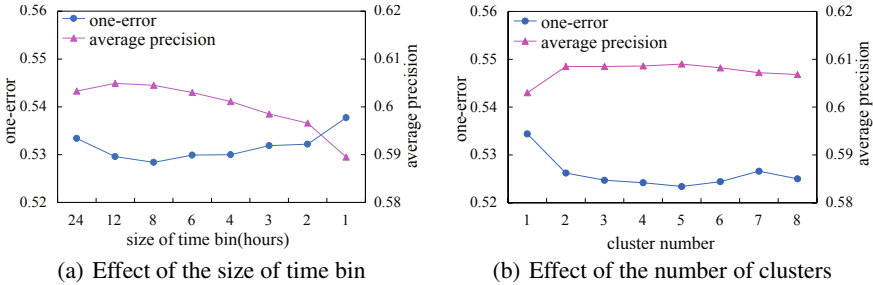 0.56
0.55
0.54
0.53
0.52
one-error
one-error
average precision
0.62
0.61
0.6
0.59
0.58
average precision
24 12 8 6 4 3 2 1
size of time bin(hours)
(a) Effect of the size of time bin
0.56
0.55
0.54
0.53
0.52
one-error
one-error
average precision
0.62
0.61
0.6
0.59
0.58
average precision
1 2 3 4 5 6 7 8
cluster number
(b) Effect of the number of clusters